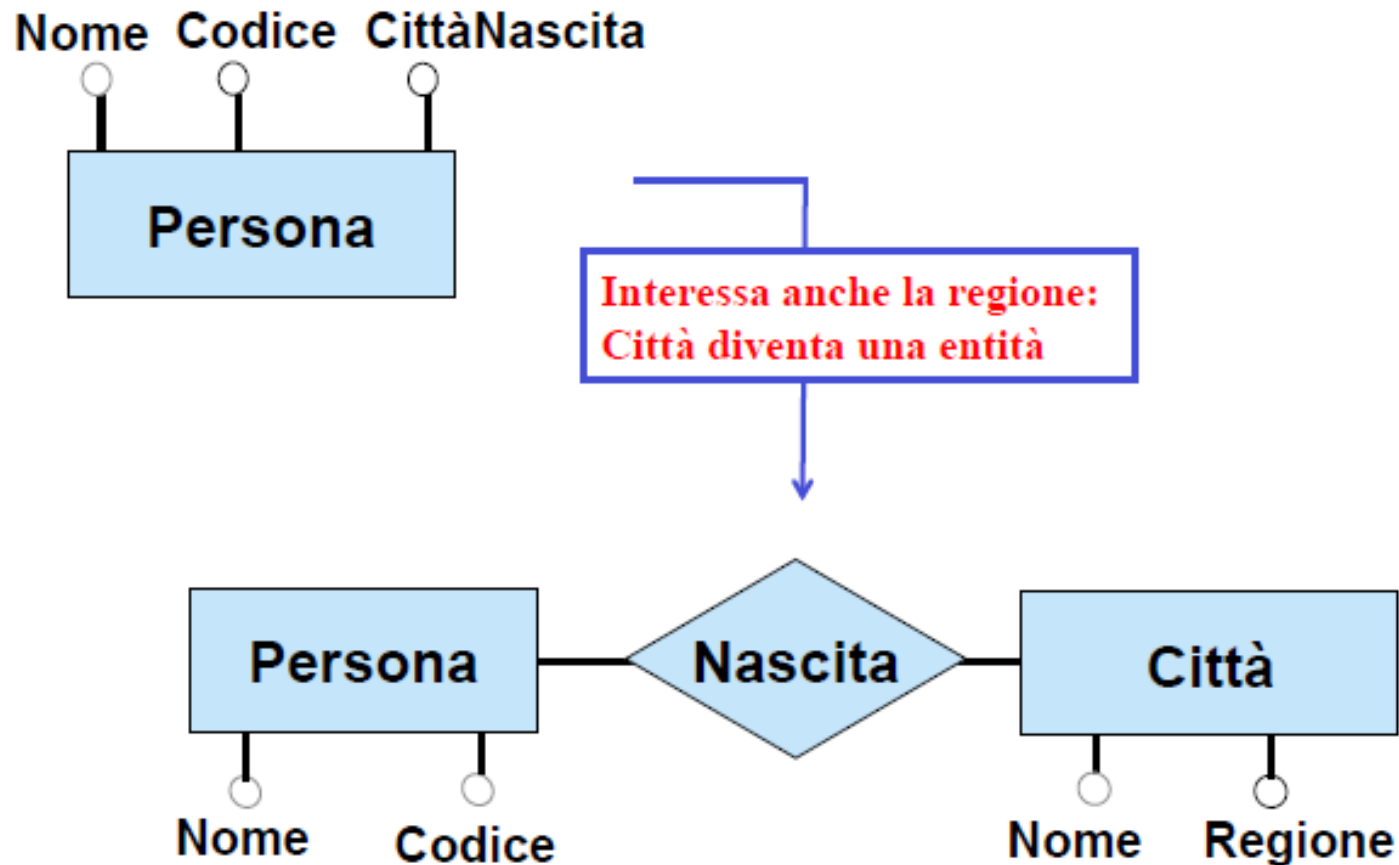 Nome Codice CittàNascita
Persona
Interessa anche la regione:
Città diventa una entità
Persona Nascita Città
Nome Codice Nome Regione